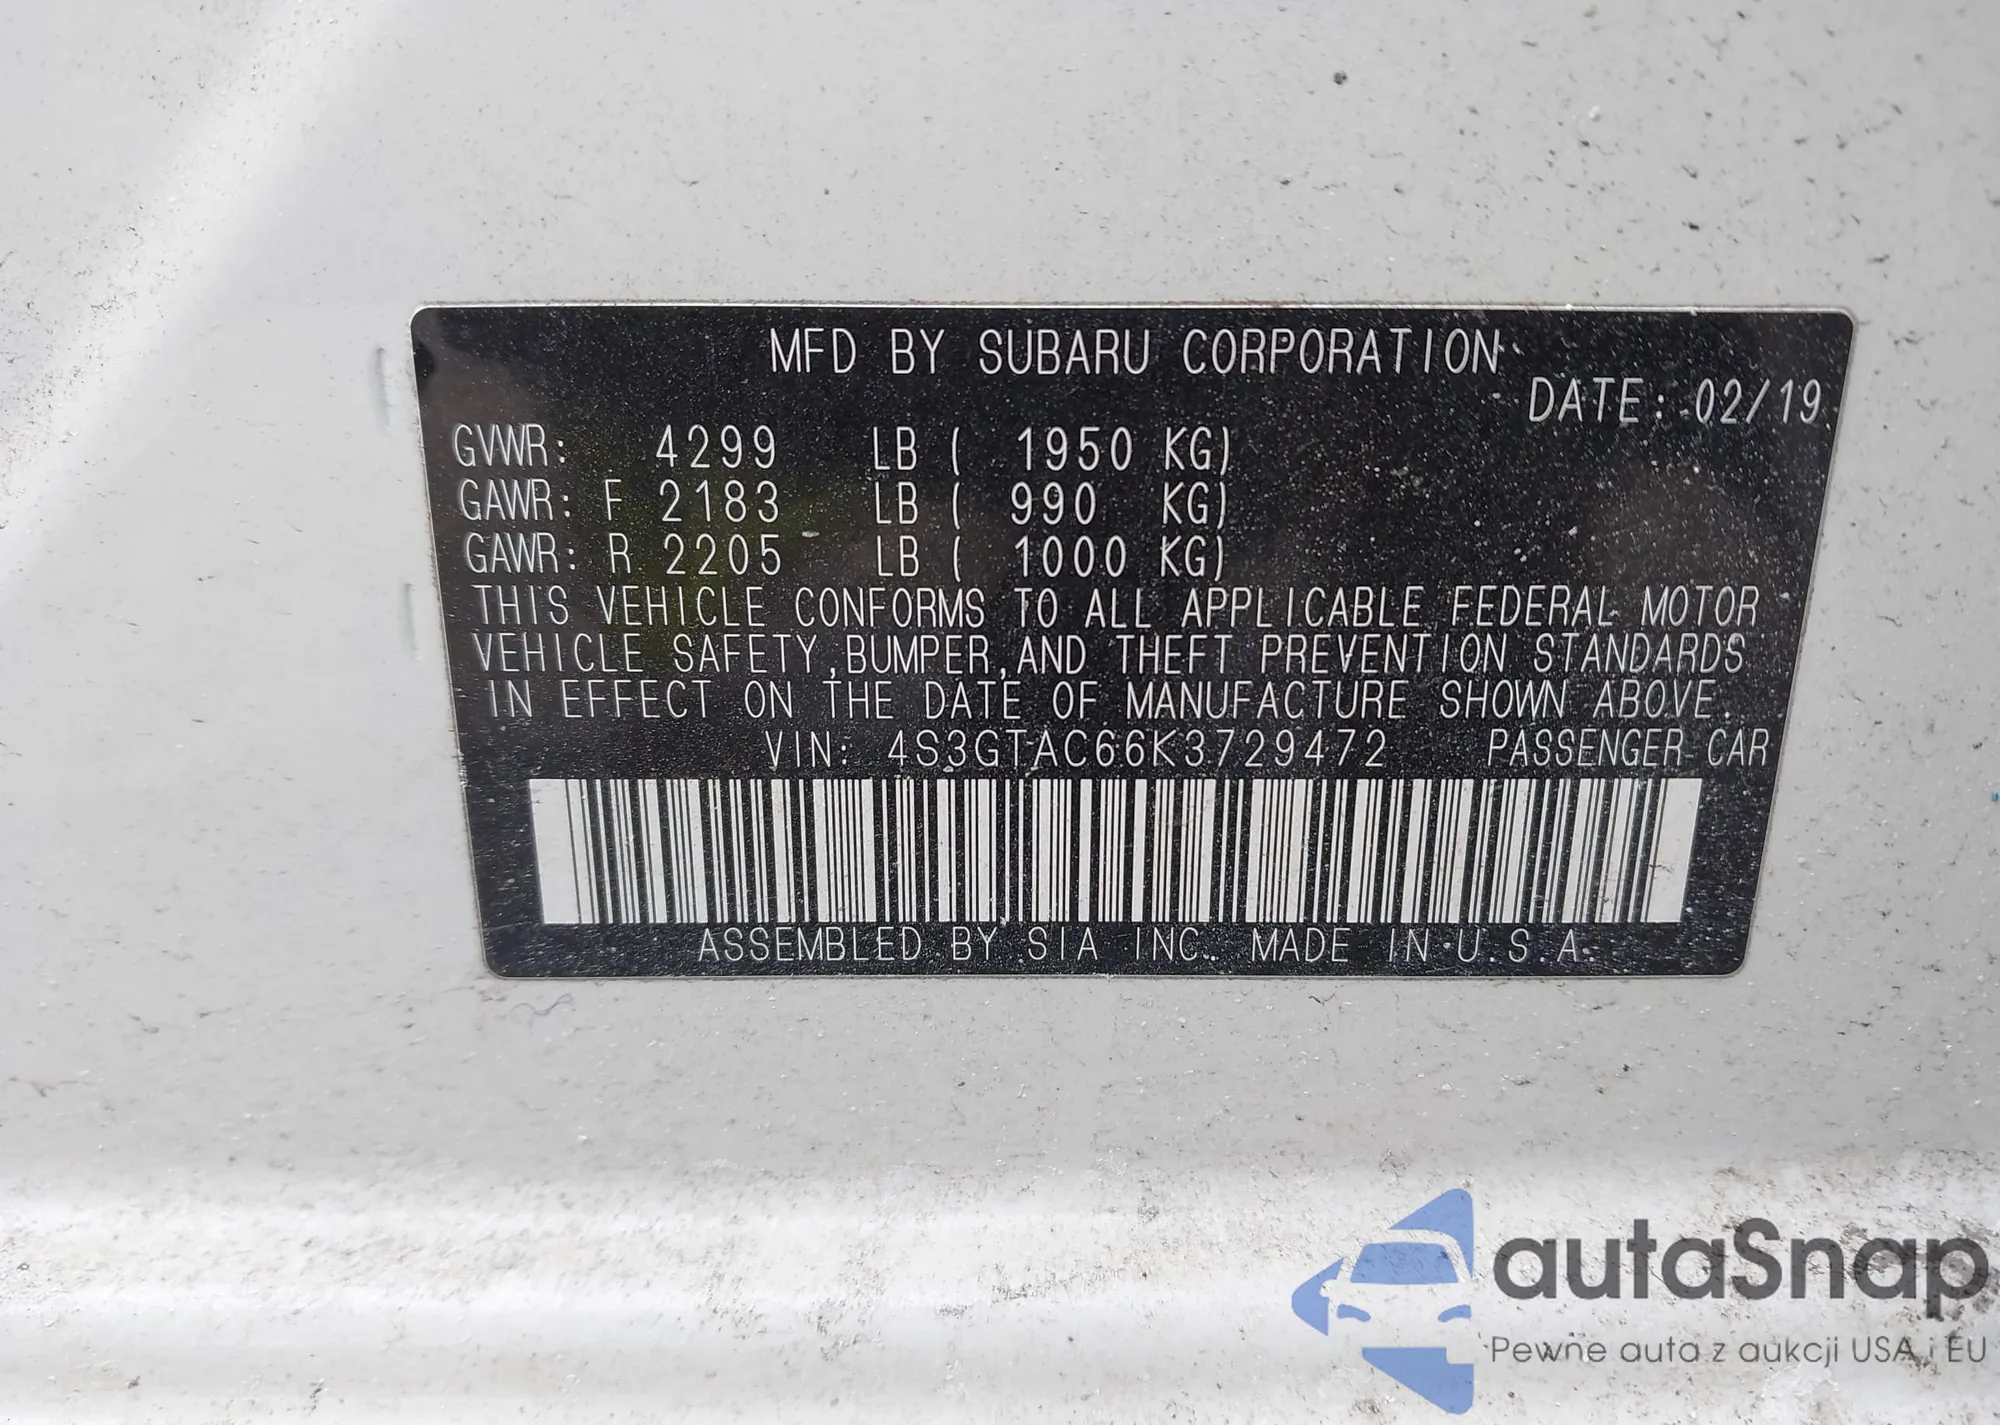 MFD BY SUBARU CORPORATION
DATE: 02/19
GVWR: 4299 LB ( 1950 KG)
GAWR: F 2183 LB ( 990 KG)
GAWR: R 2205 LB ( 1000 KG)
THIS VEHICLE CONFORMS TO ALL APPLICABLE FEDERAL MOTOR
VEHICLE SAFETY, BUMPER, AND THEFT PREVENTION STANDARDS
IN EFFECT ON THE DATE OF MANUFACTURE SHOWN ABOVE.
VIN: 4S3GTAC66K3729472 PASSENGER CAR
ASSEMBLED BY SIA INC. MADE IN U.S.A.
autaSnap
Pewne auta z aukcji USA i EU